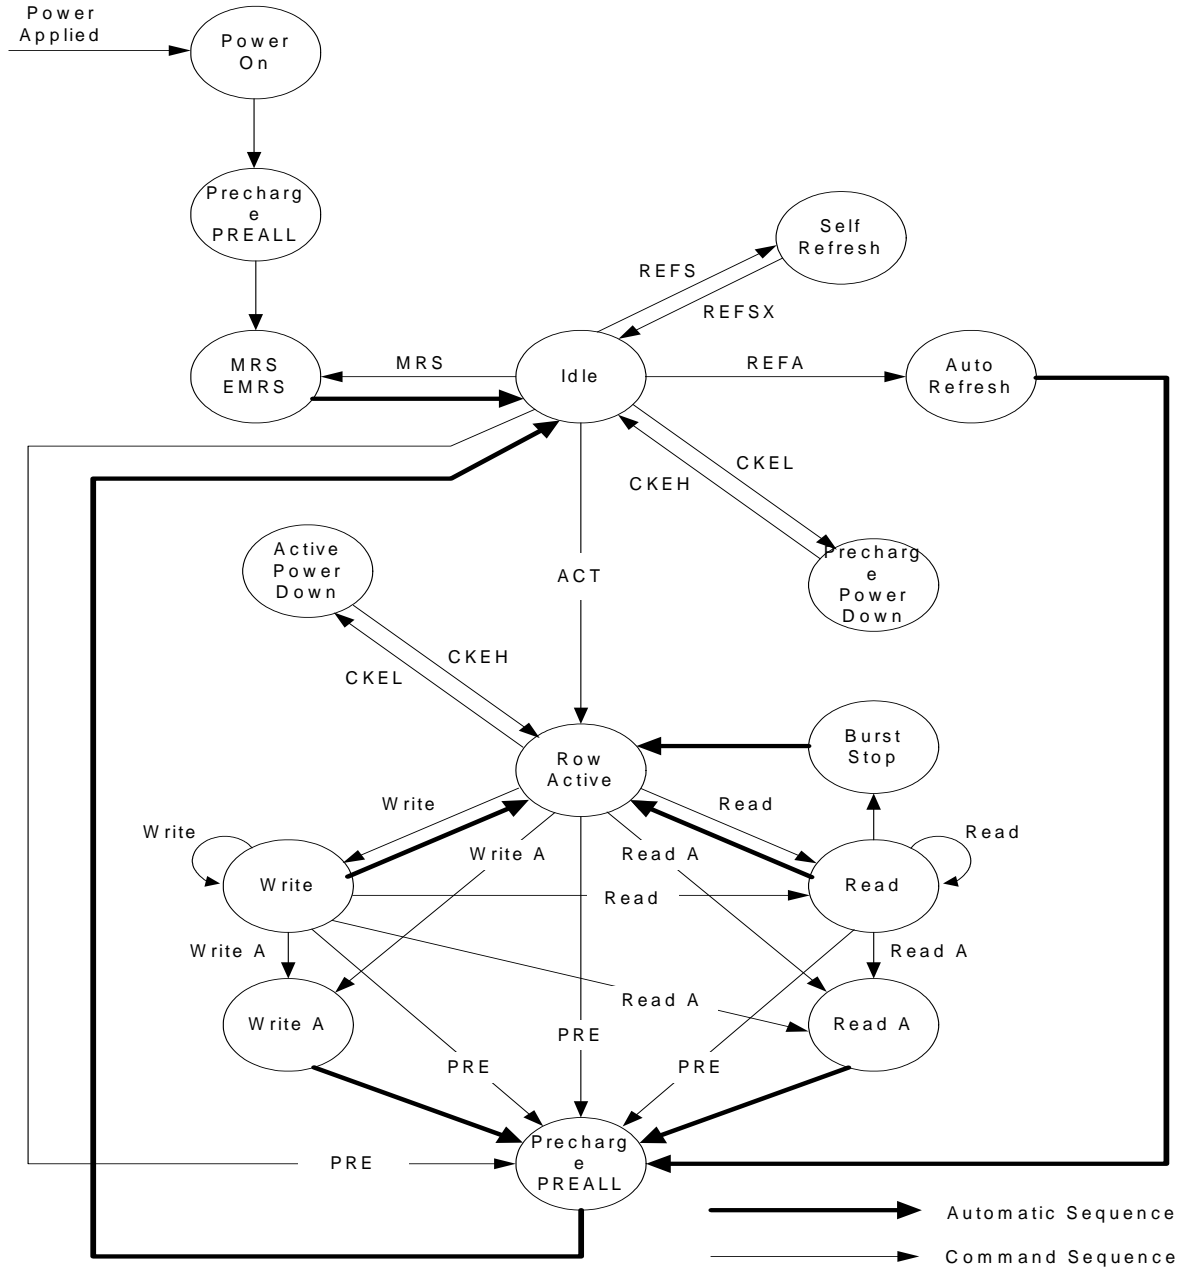 Power
Applied
Power
On
Precharg
e
PREALL
Self
Refresh
REFS
REFSX
MRS
EMRS
MRS
Idle
REFA
Auto
Refresh
CKEL
CKEH
Active
Power
Down
ACT
Precharg
e
Power
Down
CKEH
CKEL
Row
Active
Burst
Stop
Write
Read
Write
Write A
Read A
Read
Write
Read
Read
Write A
Read A
Read A
Write A
Read A
PRE
PRE
PRE
Precharg
e
PREALL
PRE
Automatic Sequence
Command Sequence